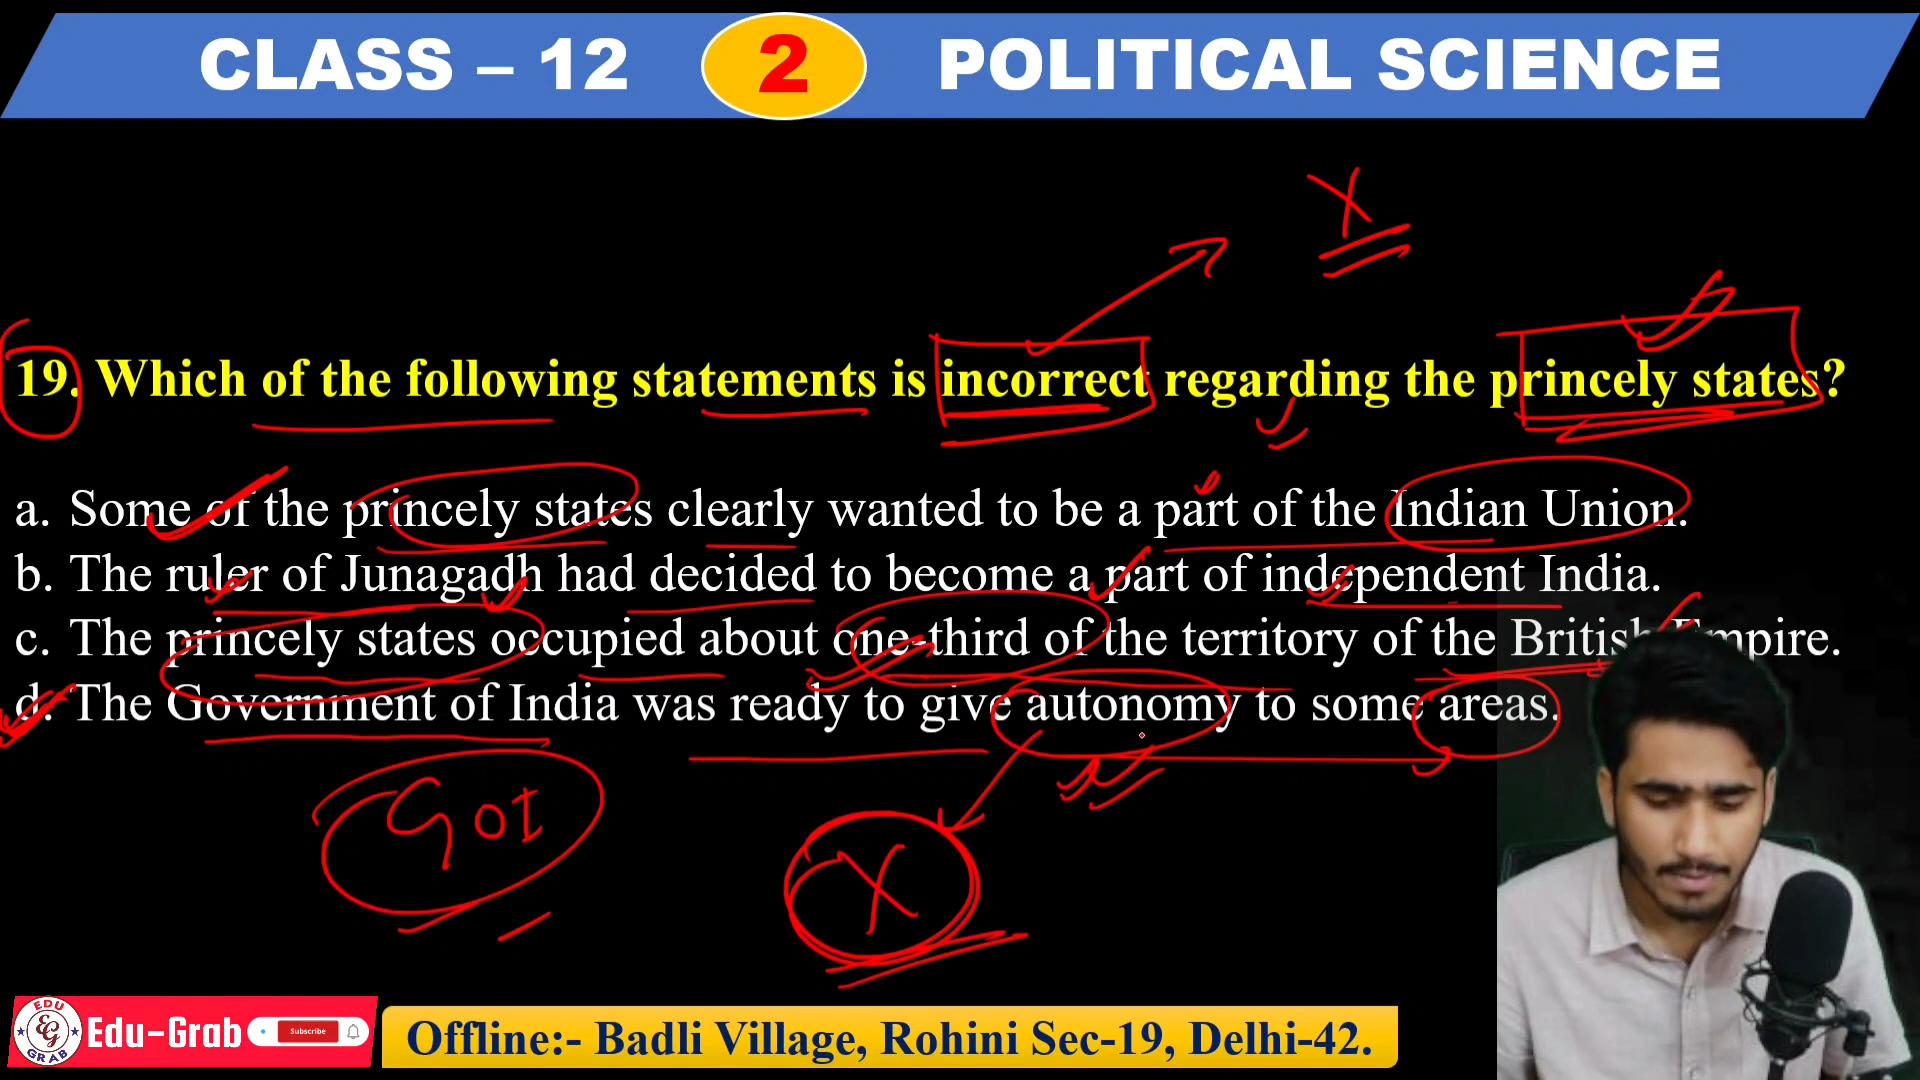 CLASS – 12 2 POLITICAL SCIENCE
X
19. Which of the following statements is incorrect regarding the princely states?
a. Some of the princely states clearly wanted to be a part of the Indian Union.
b. The ruler of Junagadh had decided to become a part of independent India.
c. The princely states occupied about one-third of the territory of the British Empire.
d. The Government of India was ready to give autonomy to some areas.
GOI
X
EDU
EG
GRAB
Edu-Grab Subscribe
Offline:- Badli Village, Rohini Sec-19, Delhi-42.